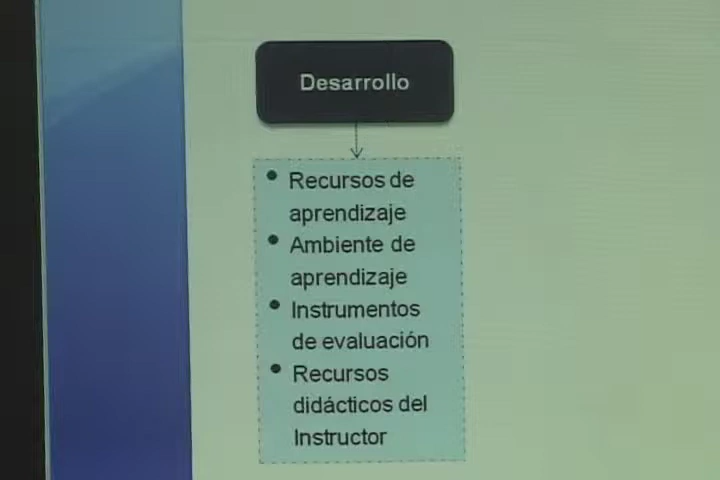 Desarrollo
• Recursos de
aprendizaje
• Ambiente de
aprendizaje
• Instrumentos
de evaluación
• Recursos
didácticos del
Instructor